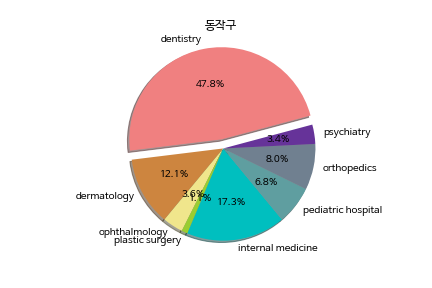 동작구
dentistry
47.8%
psychiatry
3.4%
orthopedics
8.0%
pediatric hospital
6.8%
internal medicine
17.3%
plastic surgery
1.1%
ophthalmology
3.6%
dermatology
12.1%